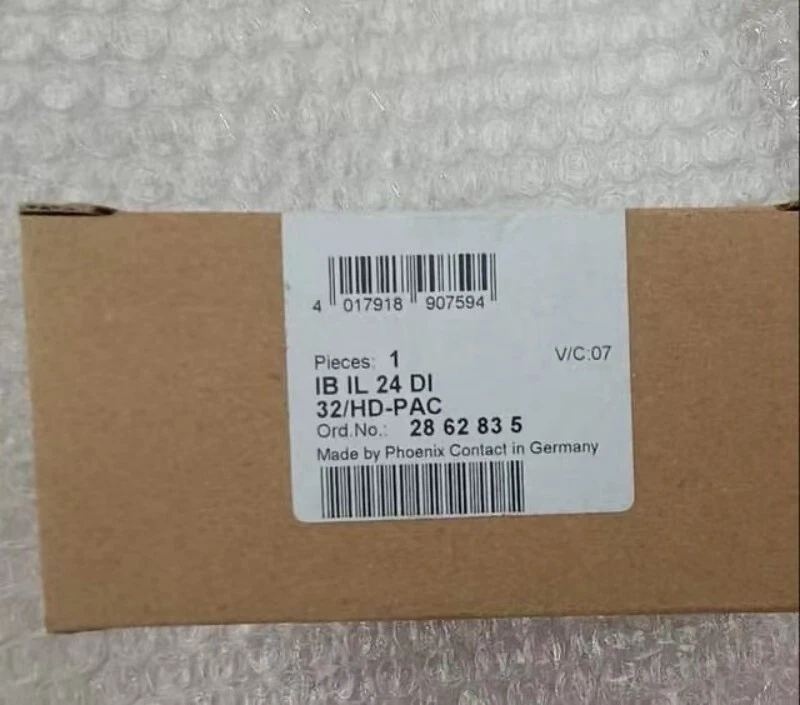 4 017918 907594
Pieces: 1
V/C:07
IB IL 24 DI
32/HD-PAC
Ord.No.: 28 62 83 5
Made by Phoenix Contact in Germany